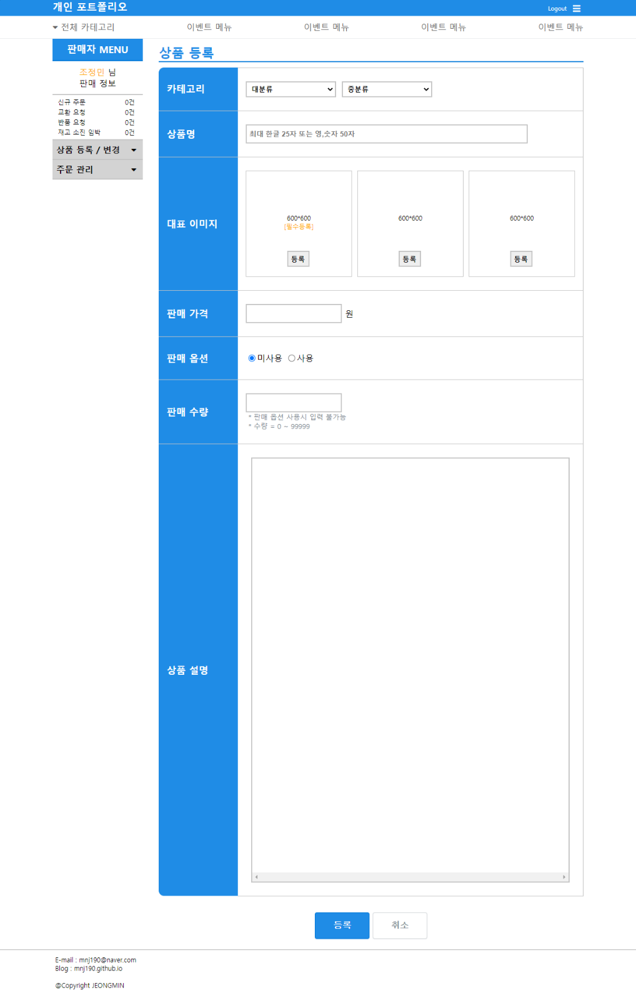 개인 포트폴리오
Logout
전체 카테고리 이벤트 메뉴 이벤트 메뉴 이벤트 메뉴 이벤트 메뉴
판매자 MENU
조정민 님
판매 정보
신규 주문 0건
교환 요청 0건
반품 요청 0건
재고 소진 임박 0건
상품 등록 / 변경
주문 관리
상품 등록
카테고리 대분류 중분류
상품명 최대 한글 25자 또는 영,숫자 50자
대표 이미지
600*600
[필수등록]
등록
600*600
등록
600*600
등록
판매 가격 원
판매 옵션 미사용 사용
판매 수량
* 판매 옵션 사용시 입력 불가능
* 수량 = 0 ~ 99999
상품 설명
등록 취소
E-mail : mnj190@naver.com
Blog : mnj190.github.io
@Copyright JEONGMIN